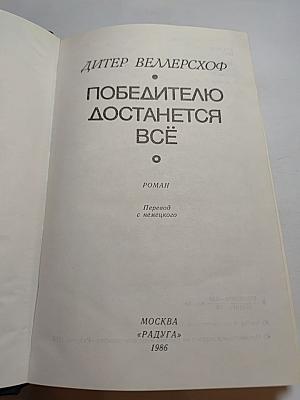 ДИТЕР ВЕЛЛЕРСХОФ
ПОБЕДИТЕЛЮ
ДОСТАНЕТСЯ
ВСЁ
РОМАН
Перевод
с немецкого
МОСКВА
«РАДУГА»
1986